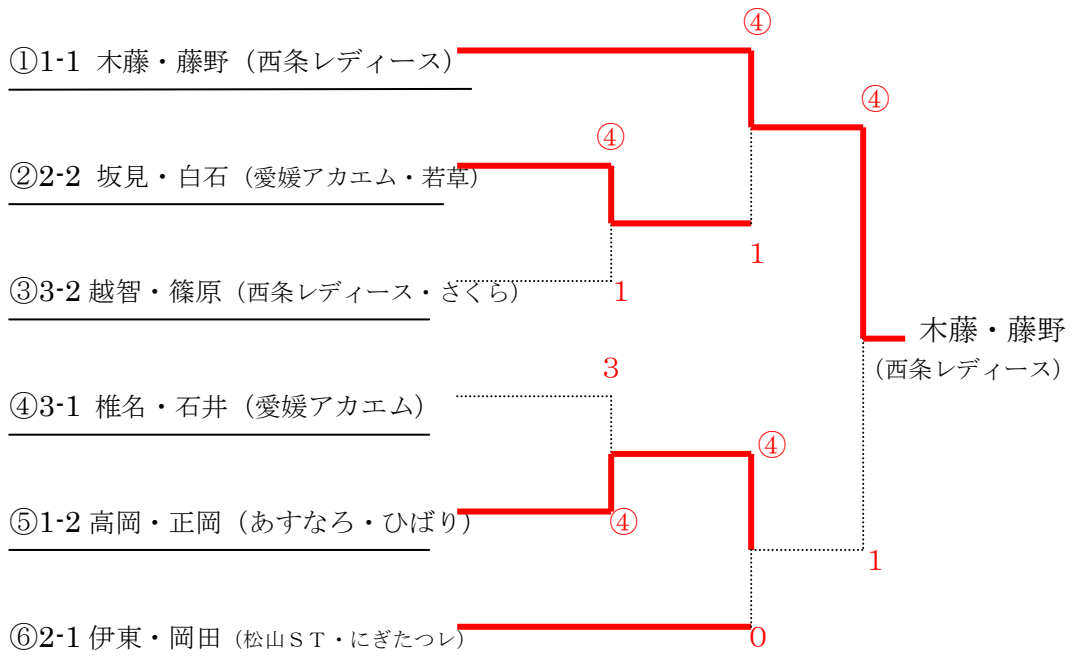 ④
①1-1 木藤・藤野（西条レディース）
④
④
②2-2 坂見・白石（愛媛アカエム・若草）
1
③3-2 越智・篠原（西条レディース・さくら）
1
木藤・藤野
（西条レディース）
3
④3-1 椎名・石井（愛媛アカエム）
④
⑤1-2 高岡・正岡（あすなろ・ひばり）
④
1
⑥2-1 伊東・岡田（松山ＳＴ・にぎたつレ）
0